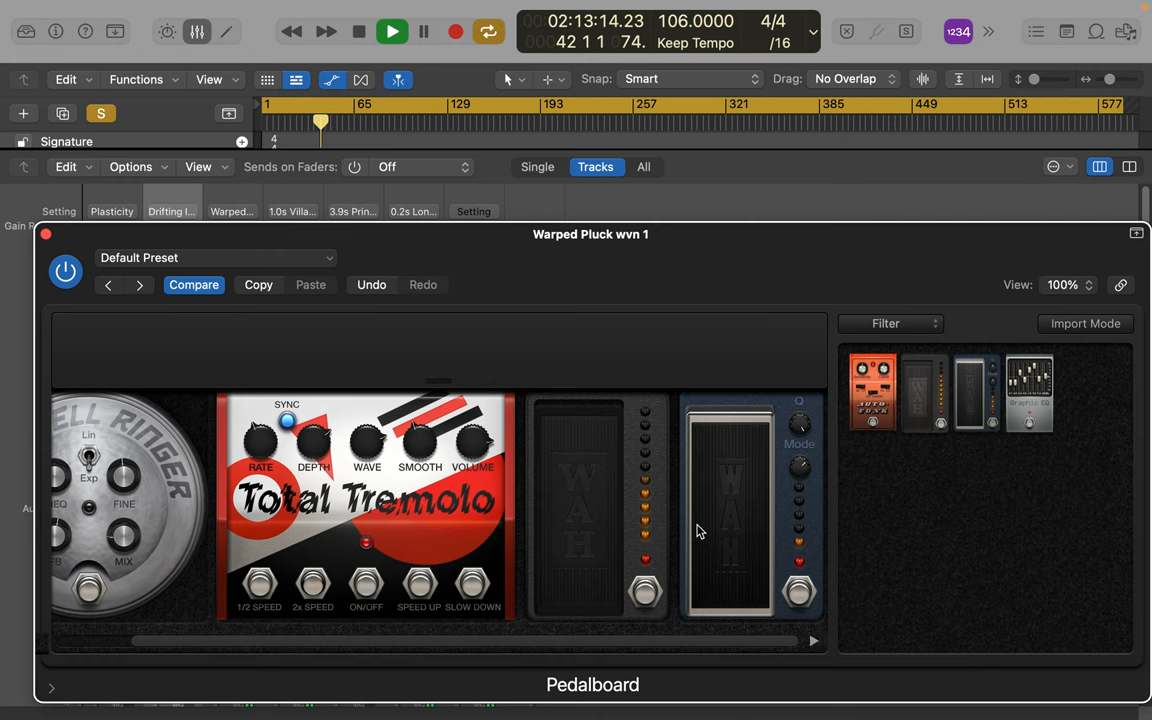 02:13:14.23 106.0000 4/4
42 1 1 074. Keep Tempo /16
1234
Edit Functions View Snap: Smart Drag: No Overlap
S
1 65 129 193 257 321 385 449 513 577
Signature
4
Edit Options View Sends on Faders: Off Single Tracks All
Setting Plasticity Drifting I... Warped... 1.0s Villa... 3.9s Prin... 0.2s Lon... Setting
Gain R
Warped Pluck wvn 1
Default Preset
Compare Copy Paste Undo Redo View: 100%
Filter Import Mode
ELL RINGER
Lin
Exp
EQ FINE
FB MIX
SYNC
RATE DEPTH WAVE SMOOTH VOLUME
Total Tremolo
1/2 SPEED 2x SPEED ON/OFF SPEED UP SLOW DOWN
WAH
Q
Mode
WAH
AUTO FUNK
WAH
WAH
Graphic EQ
Au
Pedalboard